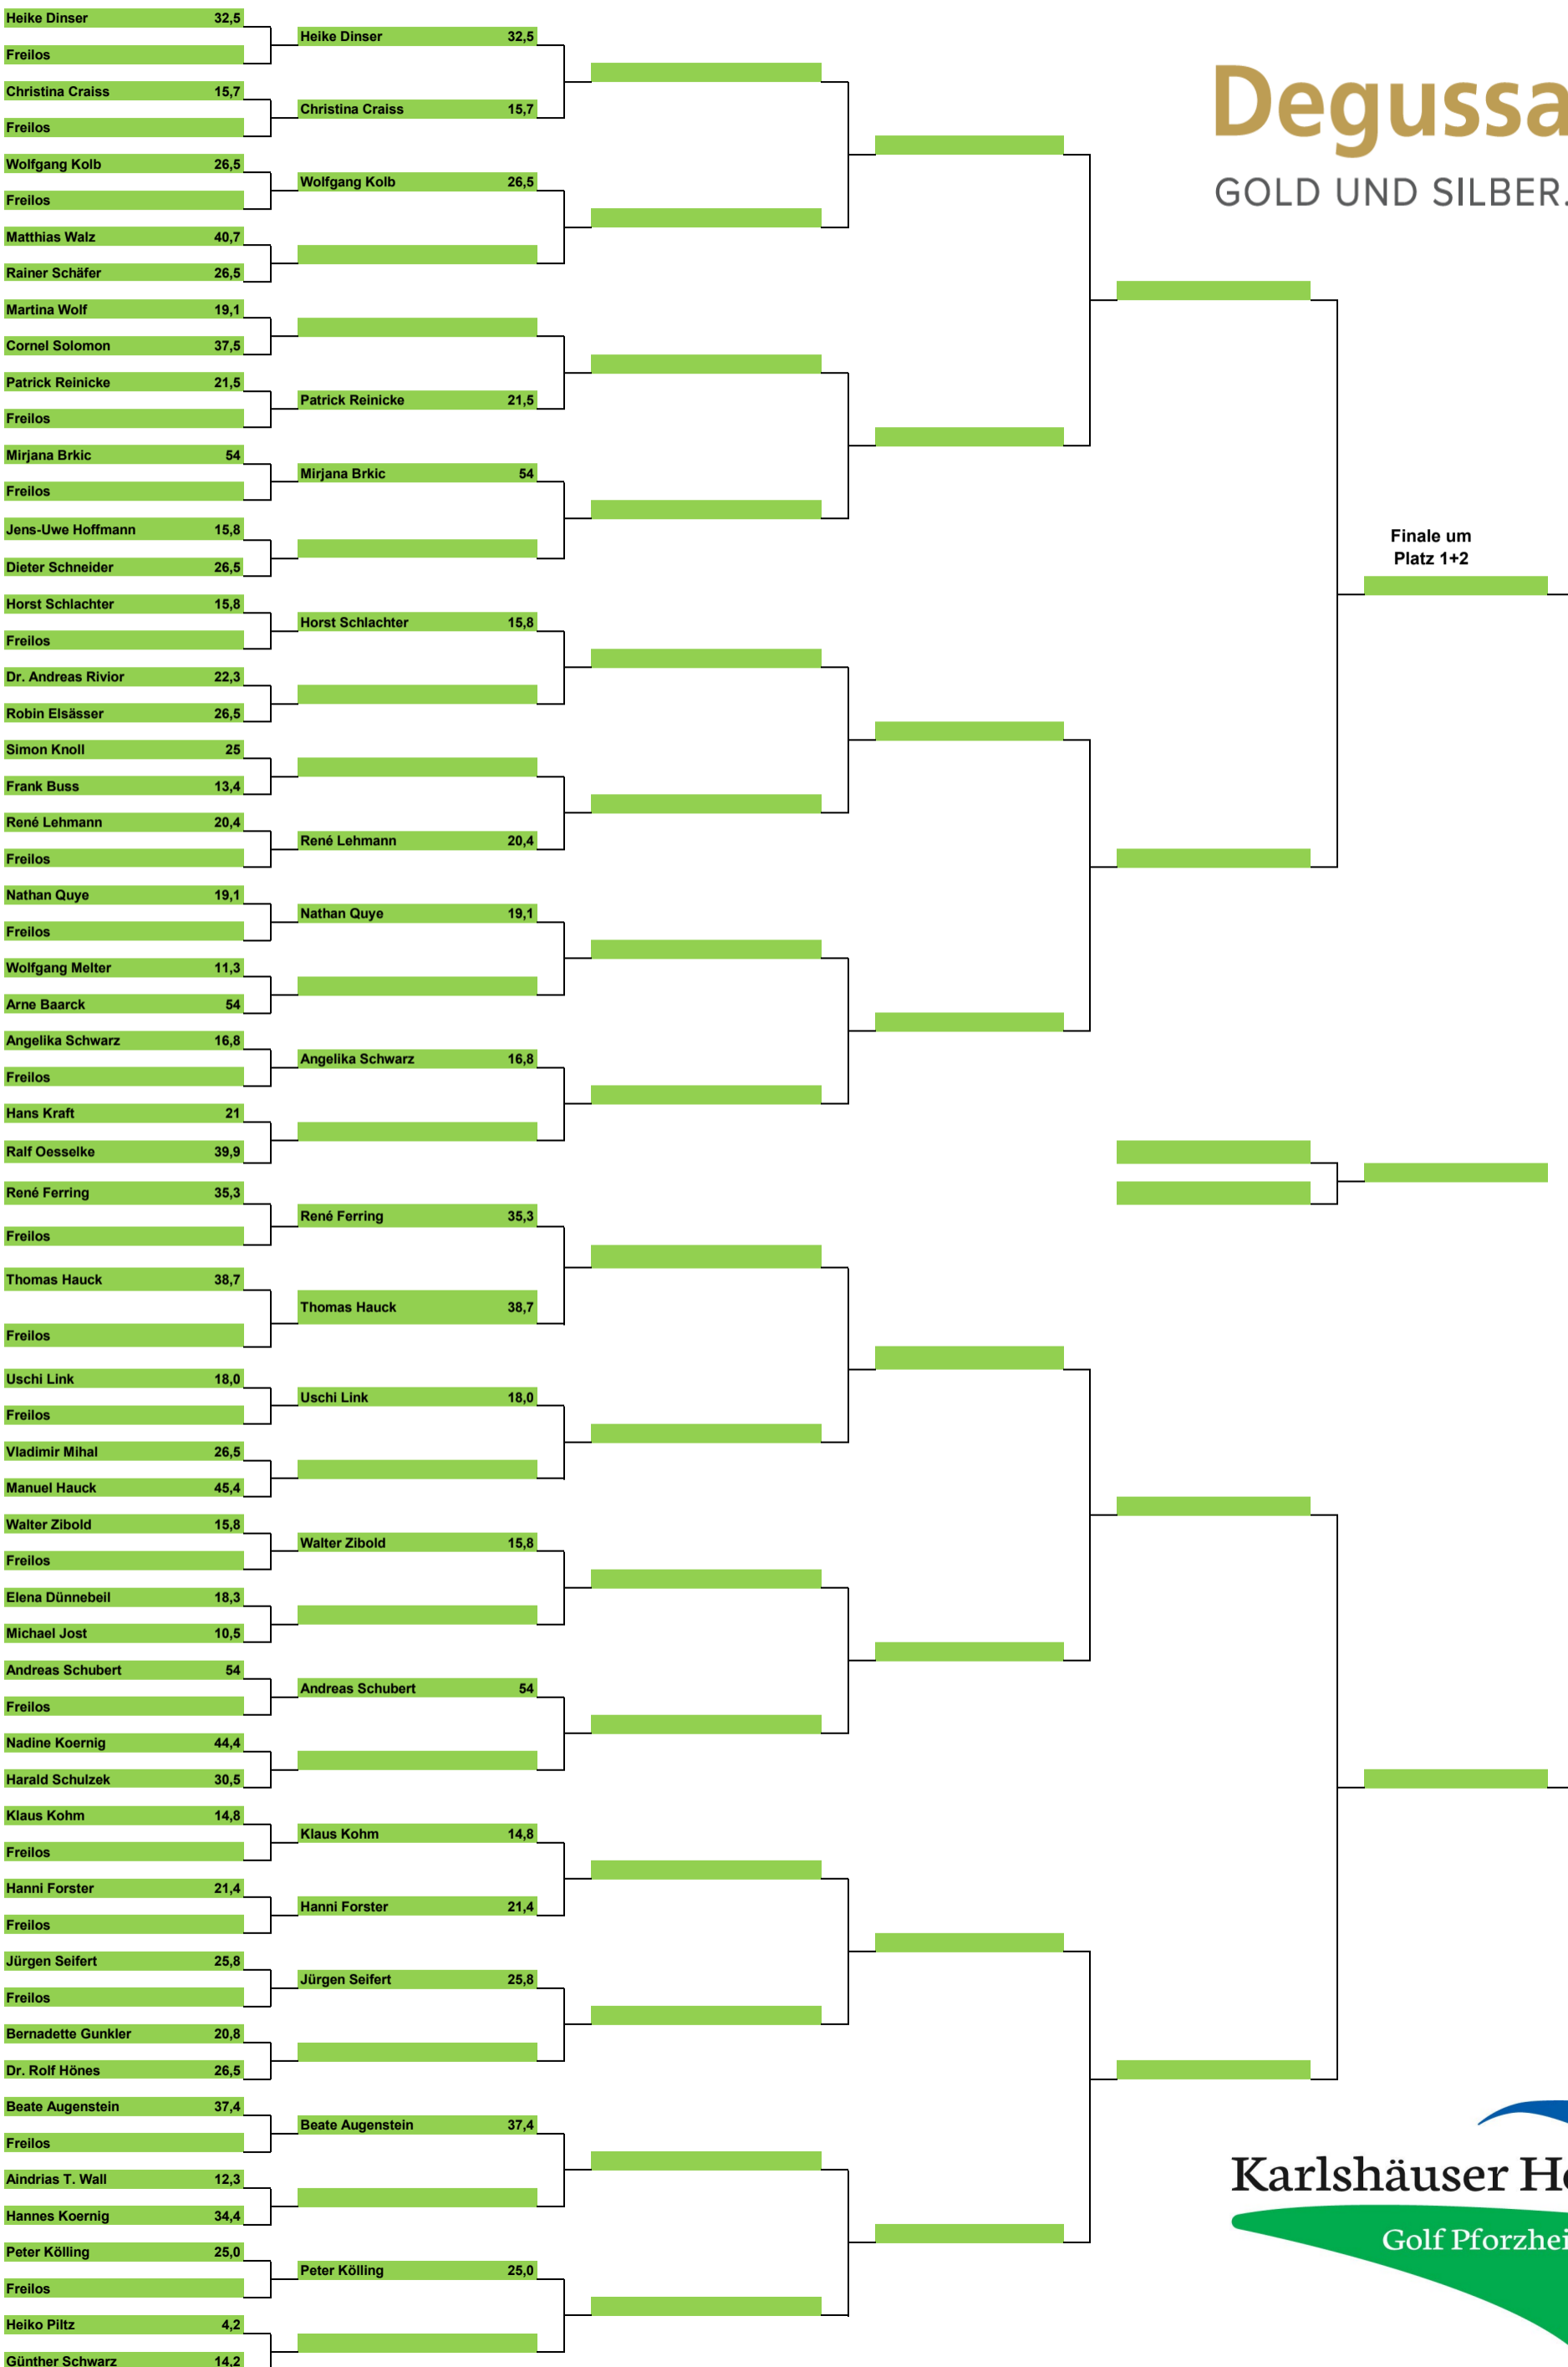 Heike Dinser 32,5
Freilos
Christina Craiss 15,7
Freilos
Wolfgang Kolb 26,5
Freilos
Matthias Walz 40,7
Rainer Schäfer 26,5
Martina Wolf 19,1
Cornel Solomon 37,5
Patrick Reinicke 21,5
Freilos
Mirjana Brkic 54
Freilos
Jens-Uwe Hoffmann 15,8
Dieter Schneider 26,5
Horst Schlachter 15,8
Freilos
Dr. Andreas Rivior 22,3
Robin Elsässer 26,5
Simon Knoll 25
Frank Buss 13,4
René Lehmann 20,4
Freilos
Nathan Quye 19,1
Freilos
Wolfgang Melter 11,3
Arne Baarck 54
Angelika Schwarz 16,8
Freilos
Hans Kraft 21
Ralf Oesselke 39,9
René Ferring 35,3
Freilos
Thomas Hauck 38,7
Freilos
Uschi Link 18,0
Freilos
Vladimir Mihal 26,5
Manuel Hauck 45,4
Walter Zibold 15,8
Freilos
Elena Dünnebeil 18,3
Michael Jost 10,5
Andreas Schubert 54
Freilos
Nadine Koernig 44,4
Harald Schulzek 30,5
Klaus Kohm 14,8
Freilos
Hanni Forster 21,4
Freilos
Jürgen Seifert 25,8
Freilos
Bernadette Gunkler 20,8
Dr. Rolf Hönes 26,5
Beate Augenstein 37,4
Freilos
Aindrias T. Wall 12,3
Hannes Koernig 34,4
Peter Kölling 25,0
Freilos
Heiko Piltz 4,2
Günther Schwarz 14,2
Heike Dinser 32,5
Christina Craiss 15,7
Wolfgang Kolb 26,5
Patrick Reinicke 21,5
Mirjana Brkic 54
Horst Schlachter 15,8
René Lehmann 20,4
Nathan Quye 19,1
Angelika Schwarz 16,8
René Ferring 35,3
Thomas Hauck 38,7
Uschi Link 18,0
Walter Zibold 15,8
Andreas Schubert 54
Klaus Kohm 14,8
Hanni Forster 21,4
Jürgen Seifert 25,8
Beate Augenstein 37,4
Peter Kölling 25,0
Degussa
GOLD UND SILBER.
Finale um
Platz 1+2
Karlshäuser
Golf